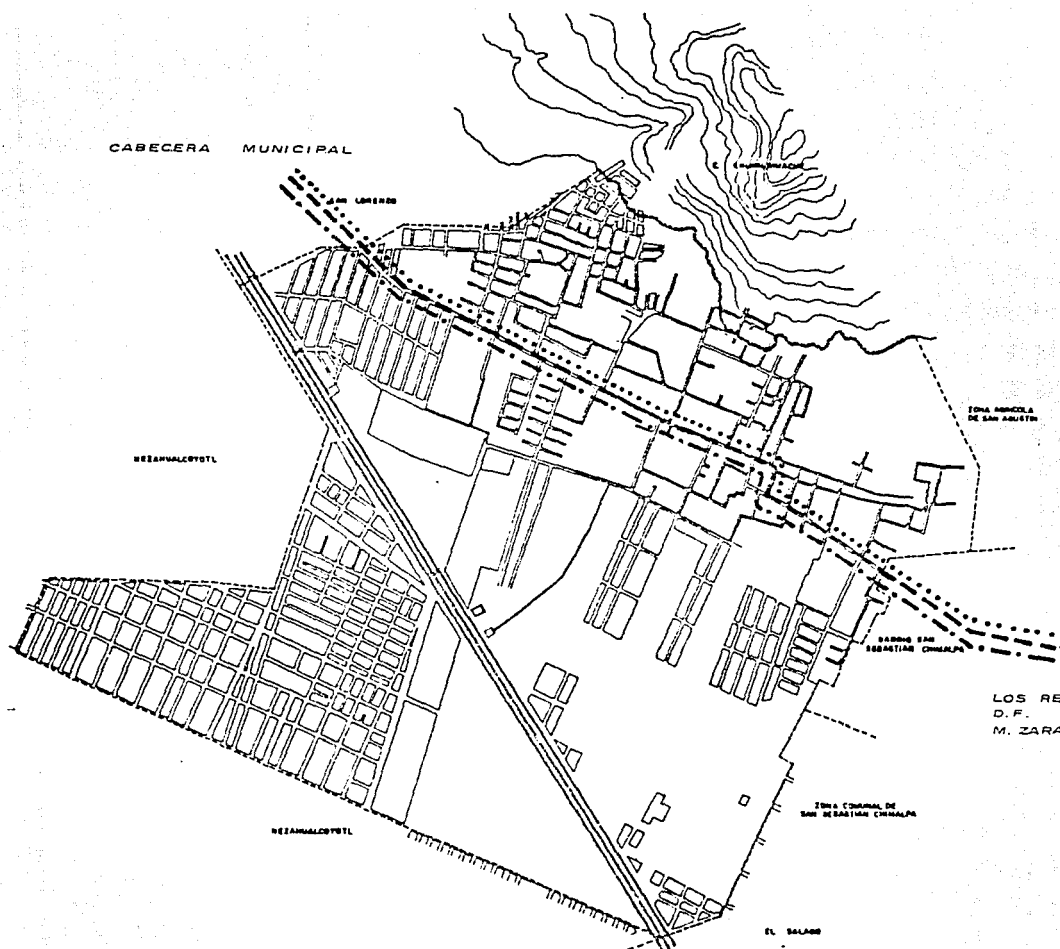 CABECERA MUNICIPAL
SAN LORENZO
ZONA AGRICOLA
DE SAN AGUSTIN
NEZAHUALCOYOTL
BARRIO SAN
SEBASTIAN CHIMALPA
LOS RE
D.F.
M. ZARA
ZONA COMUNAL DE
SAN SEBASTIAN CHIMALPA
NEZAHUALCOYOTL
EL SALADO